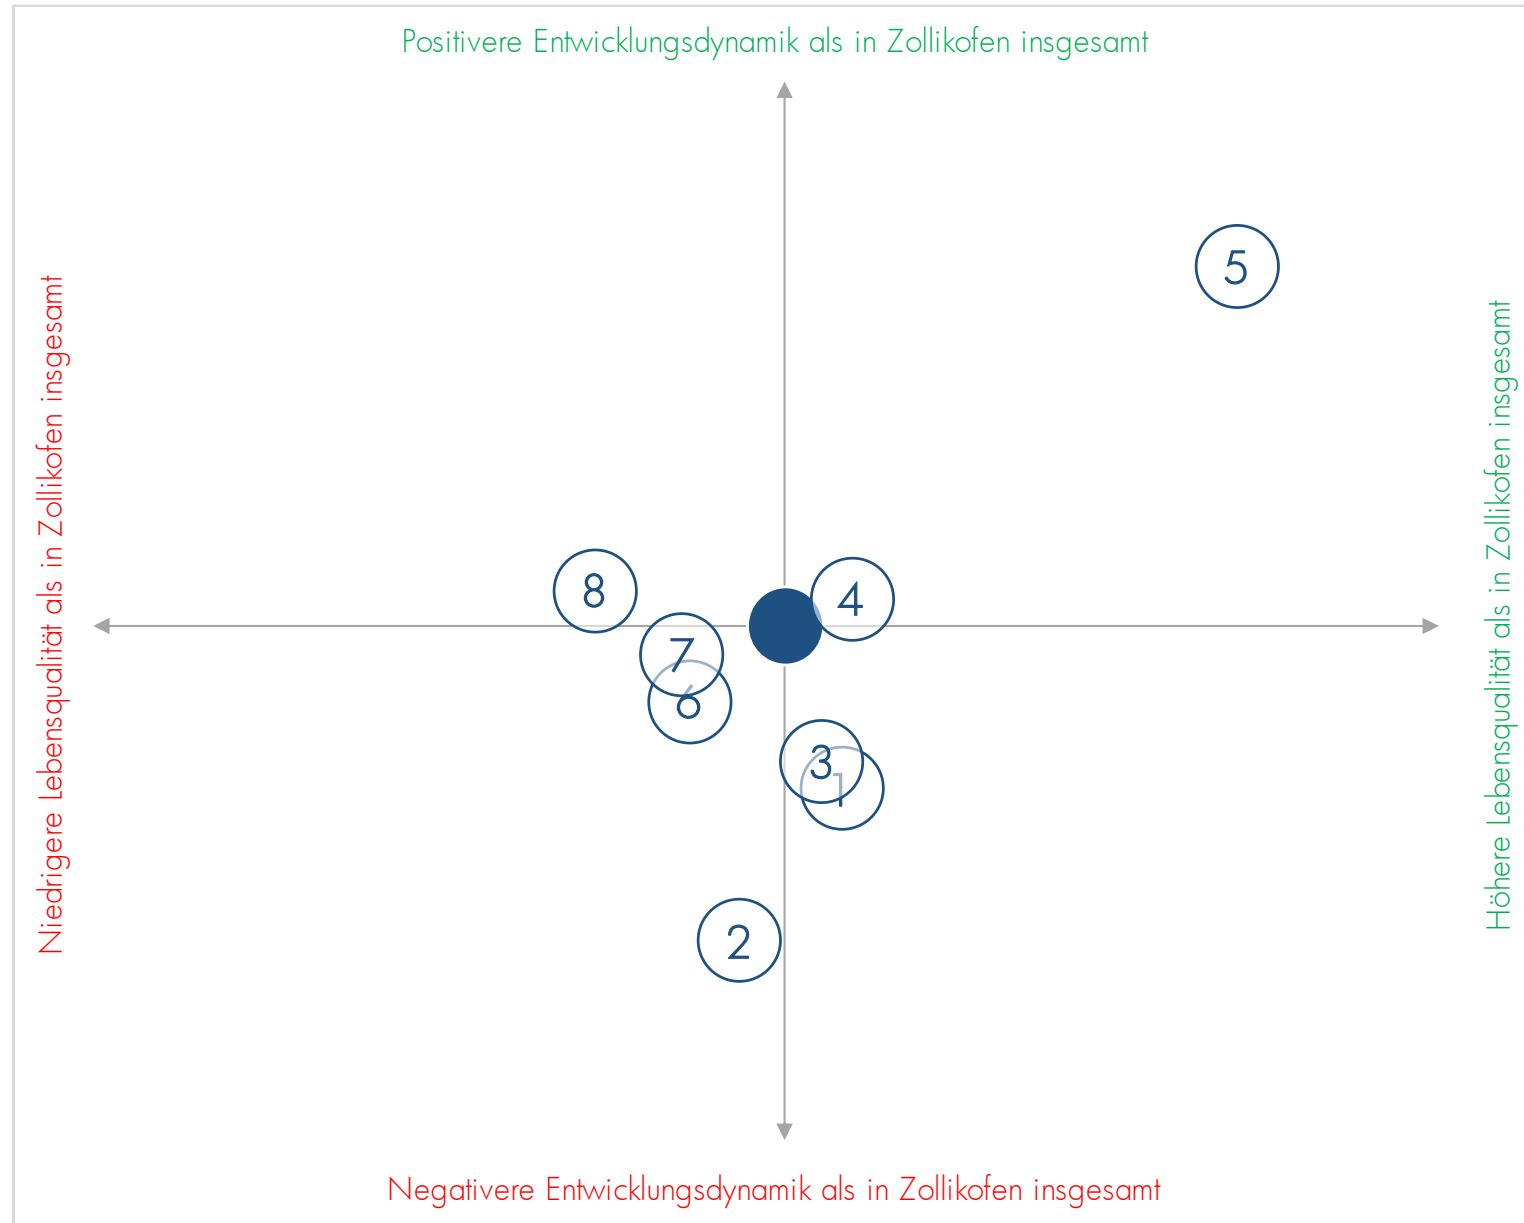 Positivere Entwicklungsdynamik als in Zollikofen insgesamt
5
Niedrigere Lebensqualität als in Zollikofen insgesamt
Höhere Lebensqualität als in Zollikofen insgesamt
8
4
7
6
3
1
2
Negativere Entwicklungsdynamik als in Zollikofen insgesamt